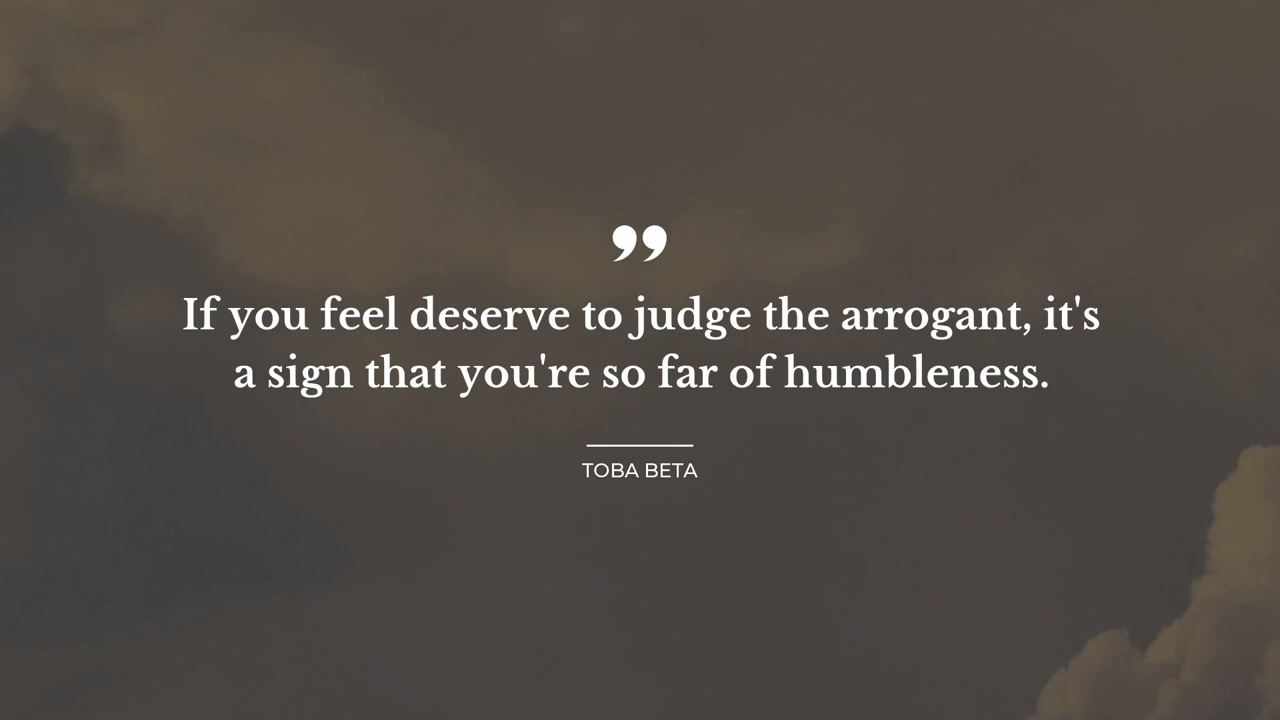 ”
If you feel deserve to judge the arrogant, it's
a sign that you're so far of humbleness.
TOBA BETA